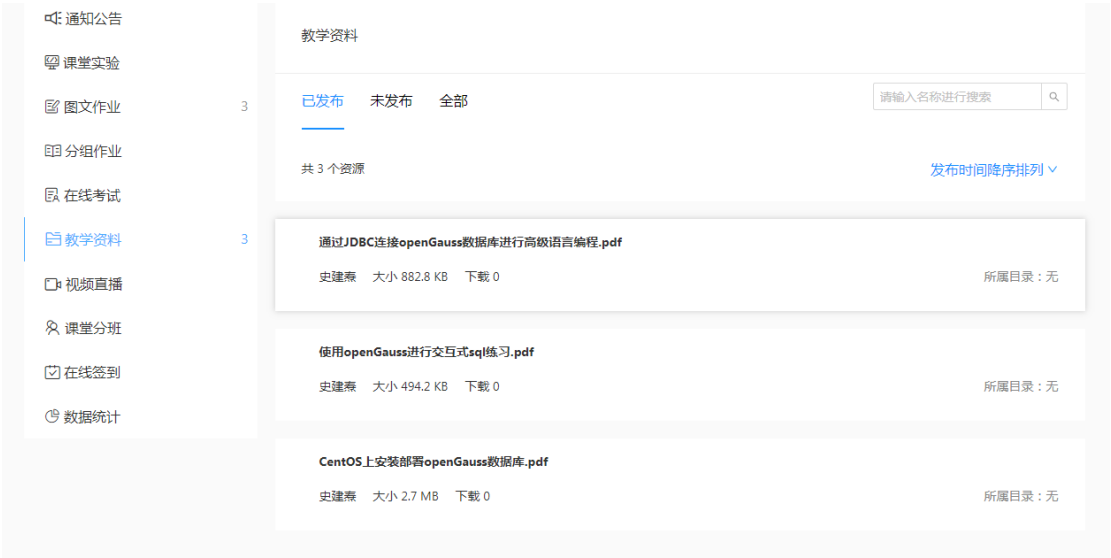 通知公告
课堂实验
图文作业 3
分组作业
在线考试
教学资料 3
视频直播
课堂分班
在线签到
数据统计
教学资料
已发布 未发布 全部
请输入名称进行搜索
共 3 个资源
发布时间降序排列
通过JDBC连接openGauss数据库进行高级语言编程.pdf
史建焘 大小 882.8 KB 下载 0 所属目录：无
使用openGauss进行交互式sql练习.pdf
史建焘 大小 494.2 KB 下载 0 所属目录：无
CentOS上安装部署openGauss数据库.pdf
史建焘 大小 2.7 MB 下载 0 所属目录：无